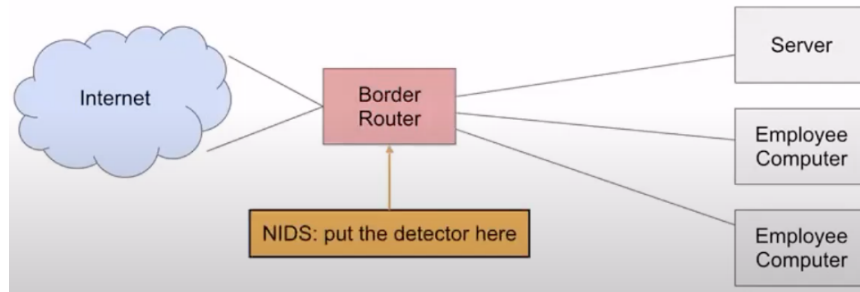 Internet
Border
Router
NIDS: put the detector here
Server
Employee
Computer
Employee
Computer